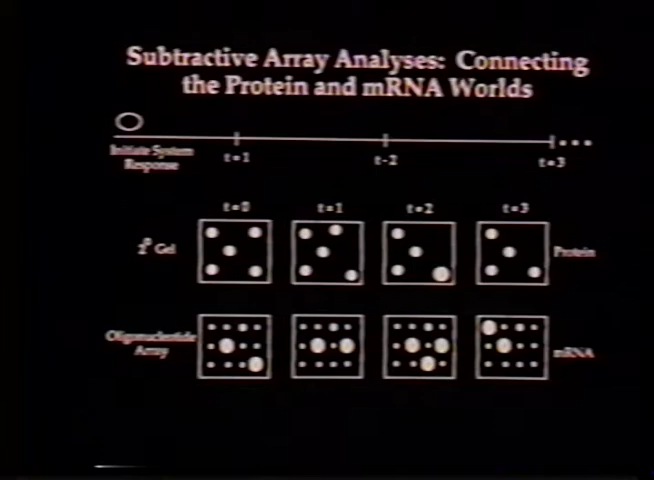 Subtractive Array Analyses: Connecting
the Protein and mRNA Worlds
Initiate System
Response
t=1
t=2
t=3
t=0
t=1
t=2
t=3
2º Gel
Protein
Oligonucleotide
Array
mRNA